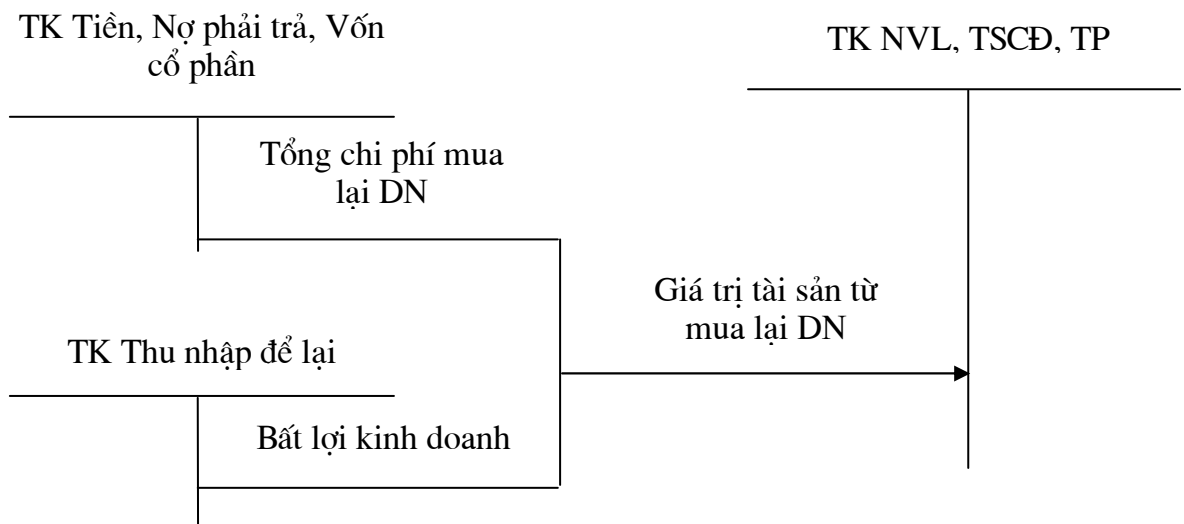 TK Tiền, Nợ phải trả, Vốn
cổ phần
TK NVL, TSCĐ, TP
Tổng chi phí mua
lại DN
Giá trị tài sản từ
mua lại DN
TK Thu nhập để lại
Bất lợi kinh doanh